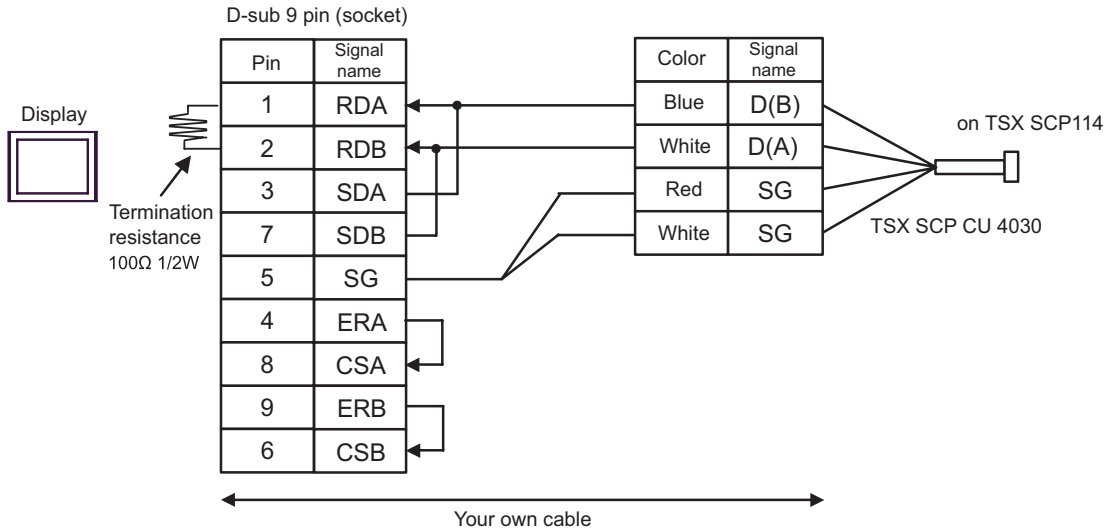 D-sub 9 pin (socket)
Display
Termination
resistance
100Ω 1/2W
Pin Signal name
1 RDA
2 RDB
3 SDA
7 SDB
5 SG
4 ERA
8 CSA
9 ERB
6 CSB
Color Signal name
Blue D(B)
White D(A)
Red SG
White SG
on TSX SCP114
TSX SCP CU 4030
Your own cable